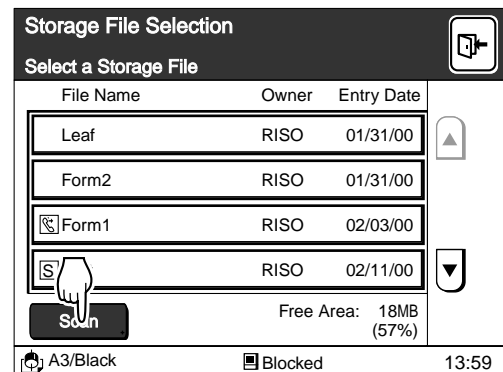 Storage File Selection
Select a Storage File
File Name Owner Entry Date
Leaf RISO 01/31/00
Form2 RISO 01/31/00
Form1 RISO 02/03/00
S RISO 02/11/00
Scan Free Area: 18MB
(57%)
A3/Black Blocked 13:59